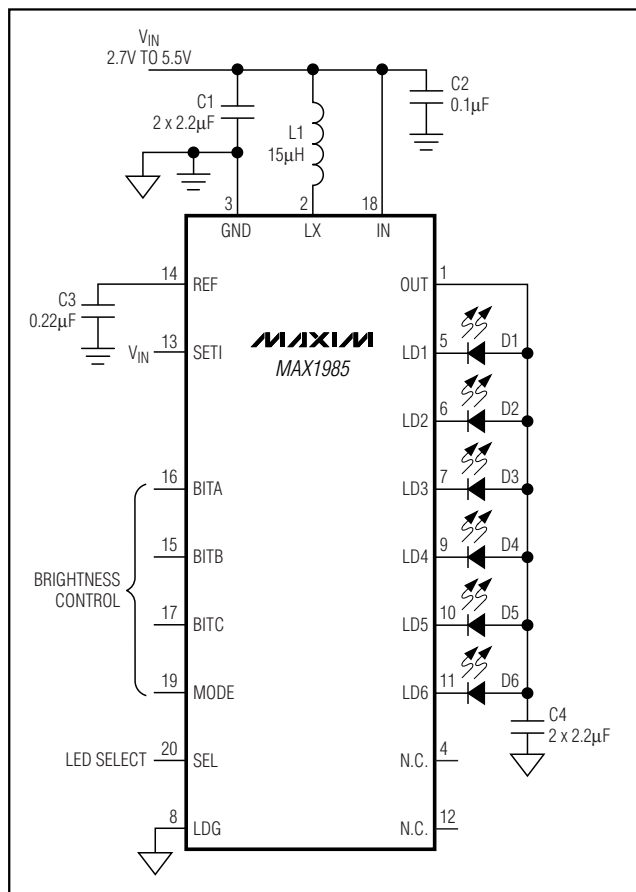 VIN
2.7V TO 5.5V
C1
2 x 2.2µF
L1
15µH
C2
0.1µF
3
2
18
GND
LX
IN
14
REF
OUT
1
C3
0.22µF
VIN
13
SETI
MAXIM
MAX1985
LD1
5
D1
LD2
6
D2
16
BITA
LD3
7
D3
15
BITB
LD4
9
D4
BRIGHTNESS
CONTROL
17
BITC
LD5
10
D5
19
MODE
LD6
11
D6
C4
2 x 2.2µF
LED SELECT
20
SEL
N.C.
4
8
LDG
N.C.
12